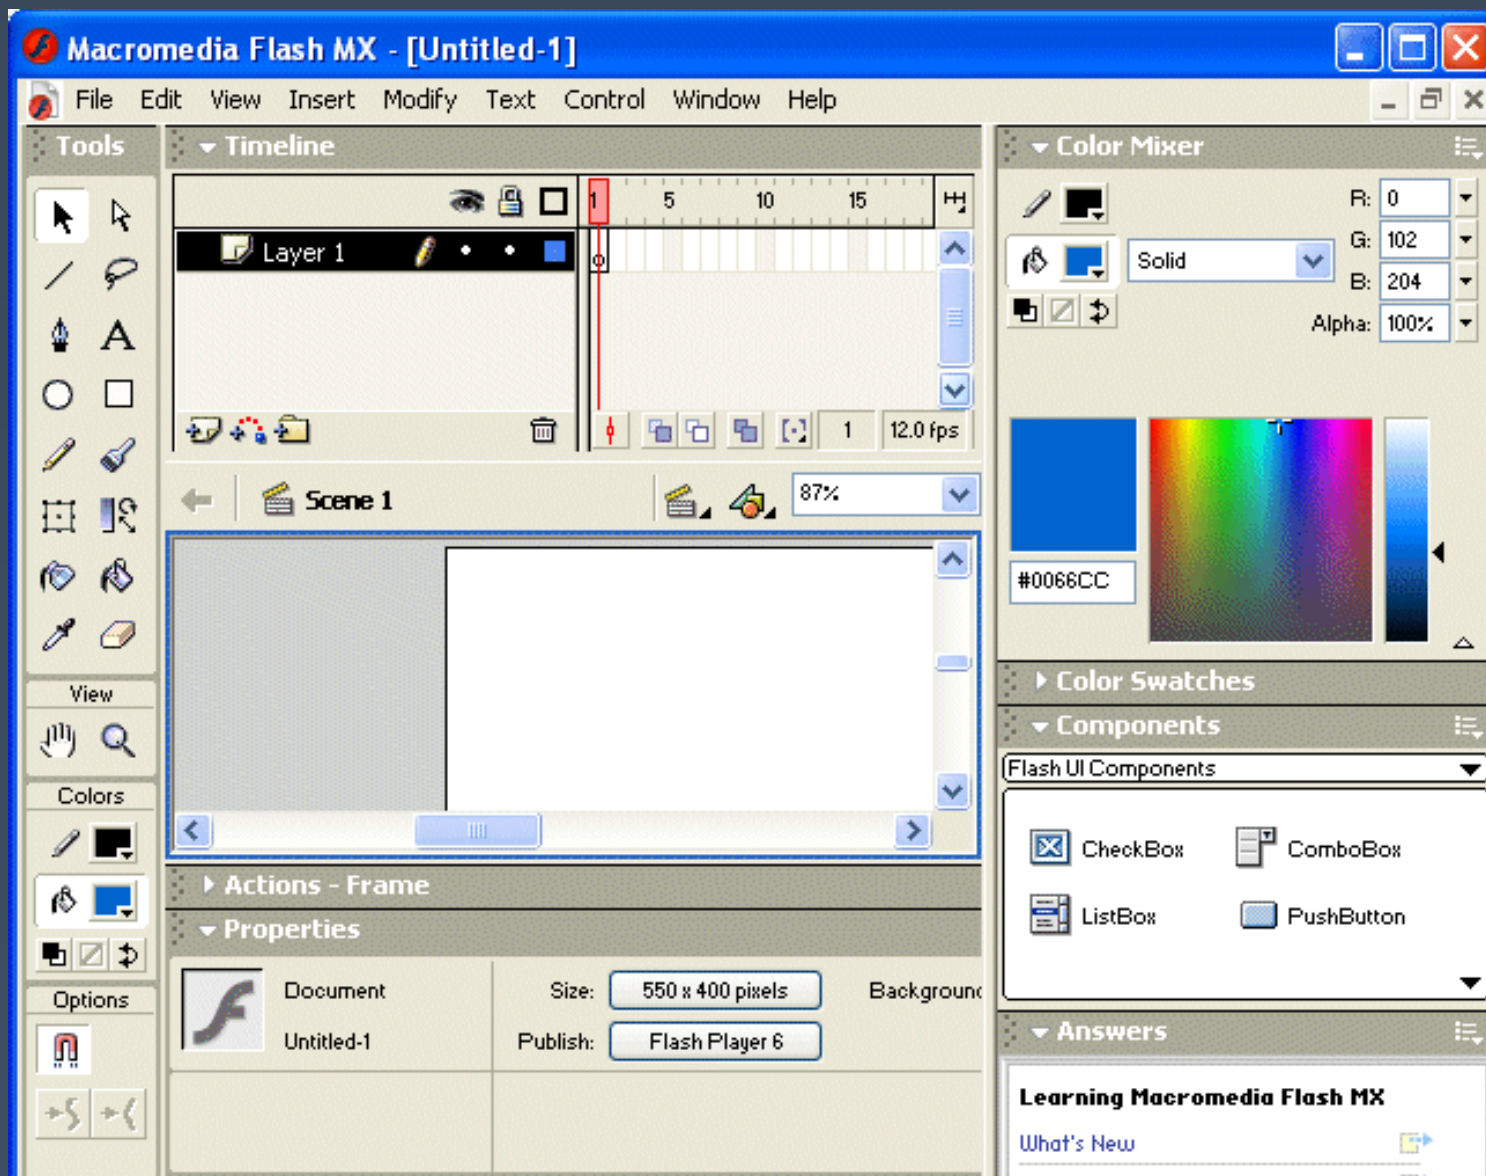 Macromedia Flash MX - [Untitled-1]
File Edit View Insert Modify Text Control Window Help
Tools
Timeline
1 5 10 15
Layer 1
1 12.0 fps
Scene 1
87%
View
Colors
Options
Actions - Frame
Properties
Document
Untitled-1
Size: 550 x 400 pixels
Publish: Flash Player 6
Background
Color Mixer
R: 0
G: 102
Solid
B: 204
Alpha: 100%
#0066CC
Color Swatches
Components
Flash UI Components
CheckBox ComboBox
ListBox PushButton
Answers
Learning Macromedia Flash MX
What's New